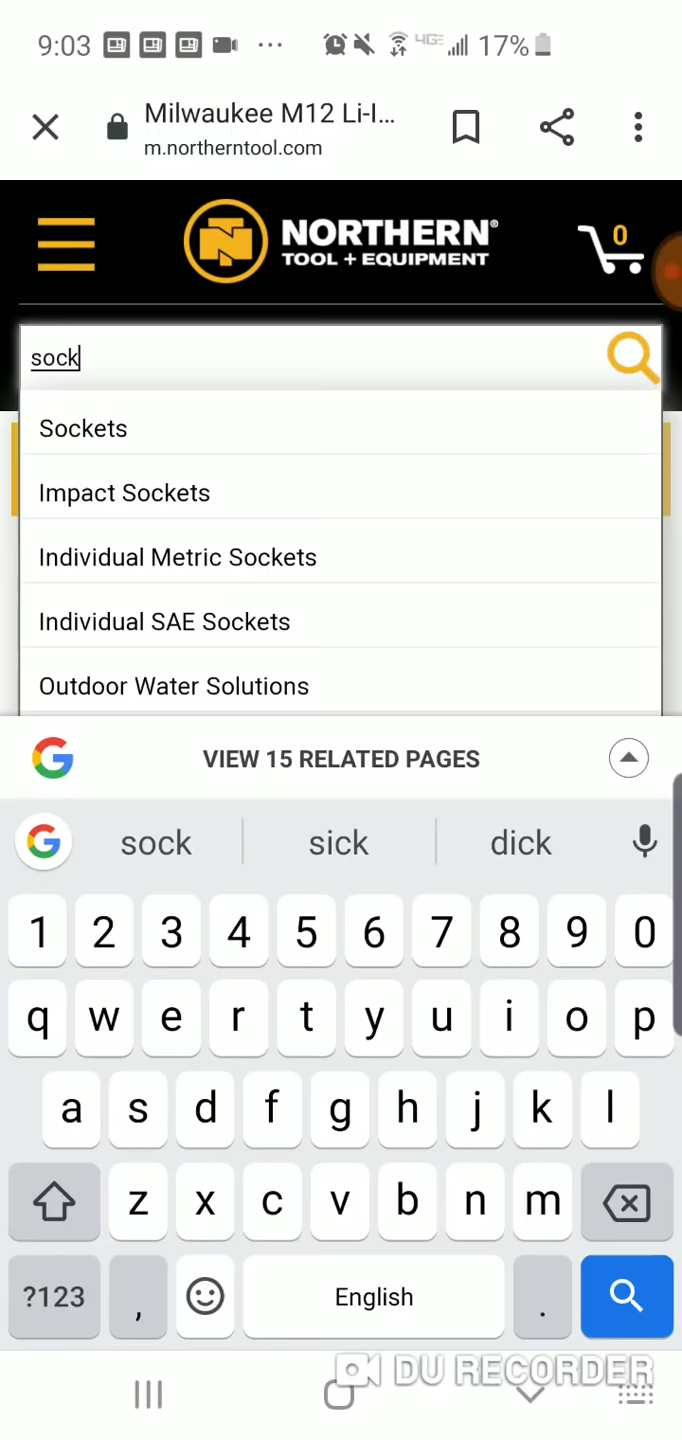 9:03 ... 4GE 17%
Milwaukee M12 Li-I...
m.northerntool.com
NORTHERN®
TOOL + EQUIPMENT
0
sock
Sockets
Impact Sockets
Individual Metric Sockets
Individual SAE Sockets
Outdoor Water Solutions
VIEW 15 RELATED PAGES
sock sick dick
1 2 3 4 5 6 7 8 9 0
q w e r t y u i o p
a s d f g h j k l
z x c v b n m
?123 , English .
DU RECORDER